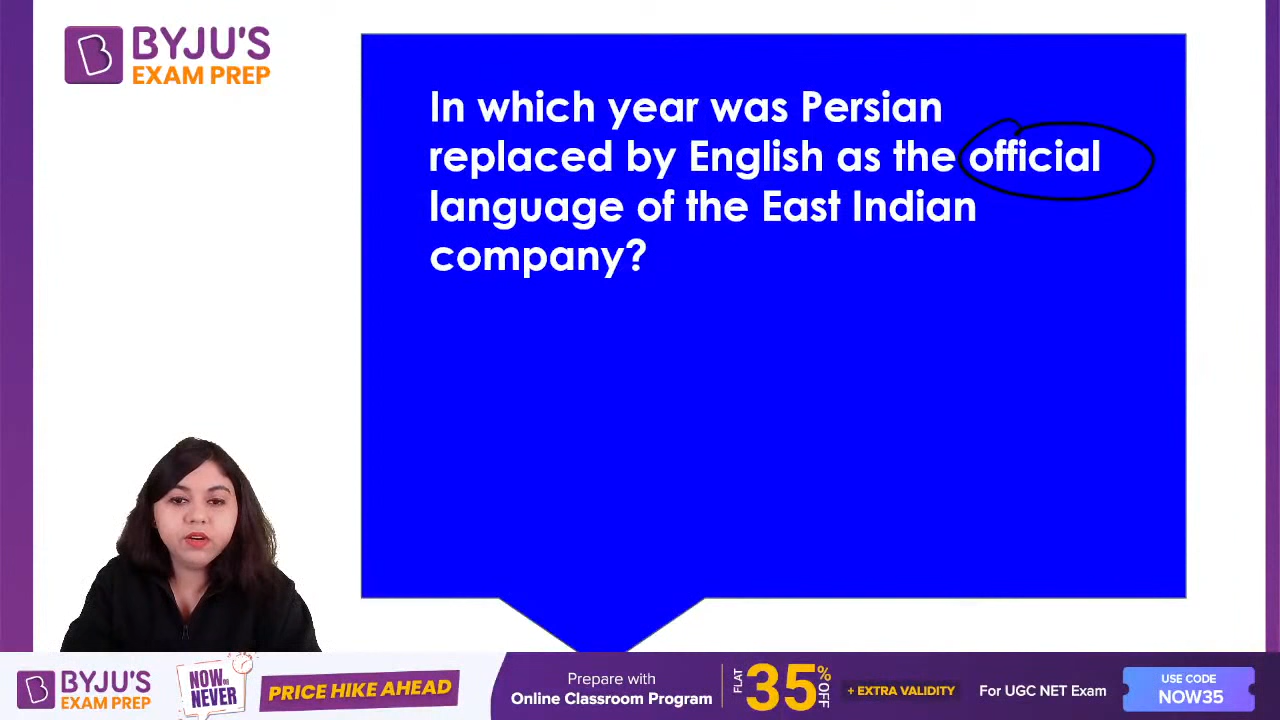 BYJU'S
EXAM PREP
In which year was Persian
replaced by English as the official
language of the East Indian
company?
BYJU'S
EXAM PREP
NOW OR
NEVER
PRICE HIKE AHEAD
Prepare with
Online Classroom Program
FLAT
35% OFF
+ EXTRA VALIDITY
For UGC NET Exam
USE CODE
NOW35